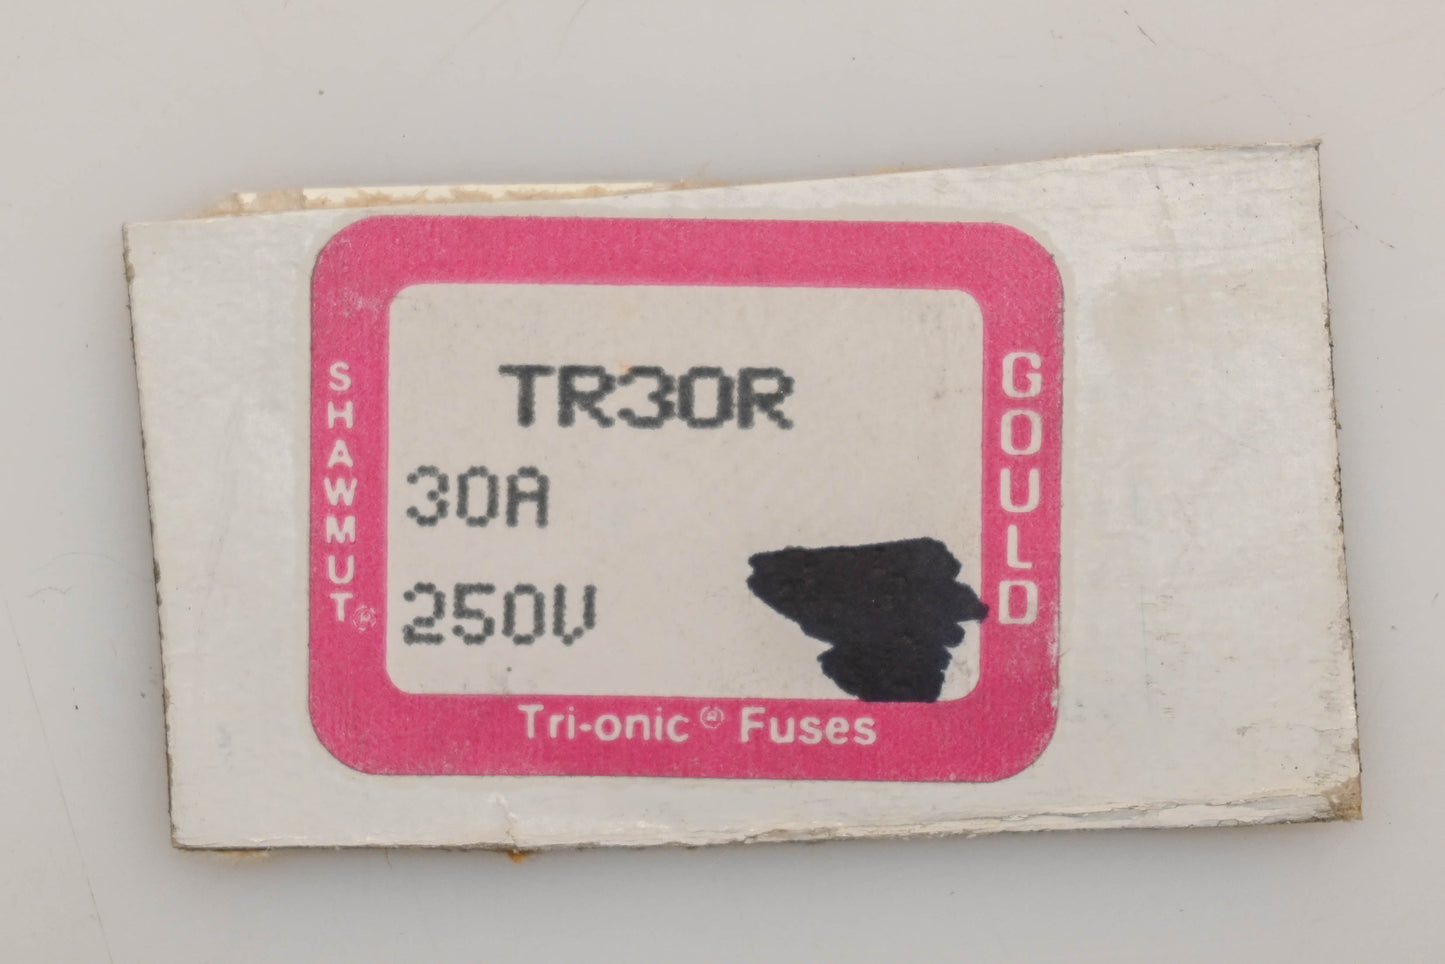 TR30R
30A
250V
SHAWMUT®
GOULD
Tri-onic® Fuses